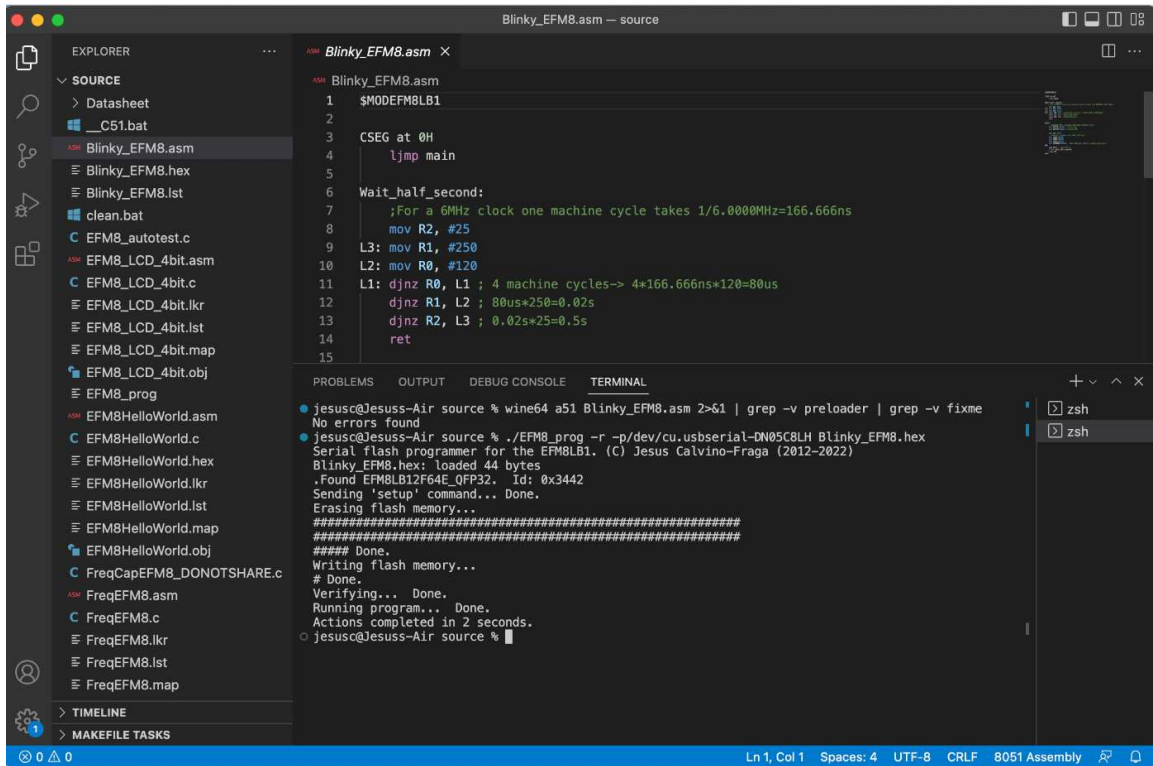 Blinky_EFM8.asm — source
EXPLORER
SOURCE
Datasheet
__C51.bat
Blinky_EFM8.asm
Blinky_EFM8.hex
Blinky_EFM8.lst
clean.bat
EFM8_autotest.c
EFM8_LCD_4bit.asm
EFM8_LCD_4bit.c
EFM8_LCD_4bit.lkr
EFM8_LCD_4bit.lst
EFM8_LCD_4bit.map
EFM8_LCD_4bit.obj
EFM8_prog
EFM8HelloWorld.asm
EFM8HelloWorld.c
EFM8HelloWorld.hex
EFM8HelloWorld.lkr
EFM8HelloWorld.lst
EFM8HelloWorld.map
EFM8HelloWorld.obj
FreqCapEFM8_DONOTSHARE.c
FreqEFM8.asm
FreqEFM8.c
FreqEFM8.lkr
FreqEFM8.lst
FreqEFM8.map
TIMELINE
MAKEFILE TASKS
ASM Blinky_EFM8.asm
ASM Blinky_EFM8.asm
1 $MODEFM8LB1
2
3 CSEG at 0H
4 ljmp main
5
6 Wait_half_second:
7 ;For a 6MHz clock one machine cycle takes 1/6.0000MHz=166.666ns
8 mov R2, #25
9 L3: mov R1, #250
10 L2: mov R0, #120
11 L1: djnz R0, L1 ; 4 machine cycles-> 4*166.666ns*120=80us
12 djnz R1, L2 ; 80us*250=0.02s
13 djnz R2, L3 ; 0.02s*25=0.5s
14 ret
15
PROBLEMS OUTPUT DEBUG CONSOLE TERMINAL
jesusc@Jesuss-Air source % wine64 a51 Blinky_EFM8.asm 2>&1 | grep -v preloader | grep -v fixme
No errors found
jesusc@Jesuss-Air source % ./EFM8_prog -r -p/dev/cu.usbserial-DN05C8LH Blinky_EFM8.hex
Serial flash programmer for the EFM8LB1. (C) Jesus Calvino-Fraga (2012-2022)
Blinky_EFM8.hex: loaded 44 bytes
.Found EFM8LB12F64E_QFP32. Id: 0x3442
Sending 'setup' command... Done.
Erasing flash memory...
###########################################################
###########################################################
##### Done.
Writing flash memory...
# Done.
Verifying... Done.
Running program... Done.
Actions completed in 2 seconds.
jesusc@Jesuss-Air source %
zsh
zsh
1
0 0
Ln 1, Col 1 Spaces: 4 UTF-8 CRLF 8051 Assembly